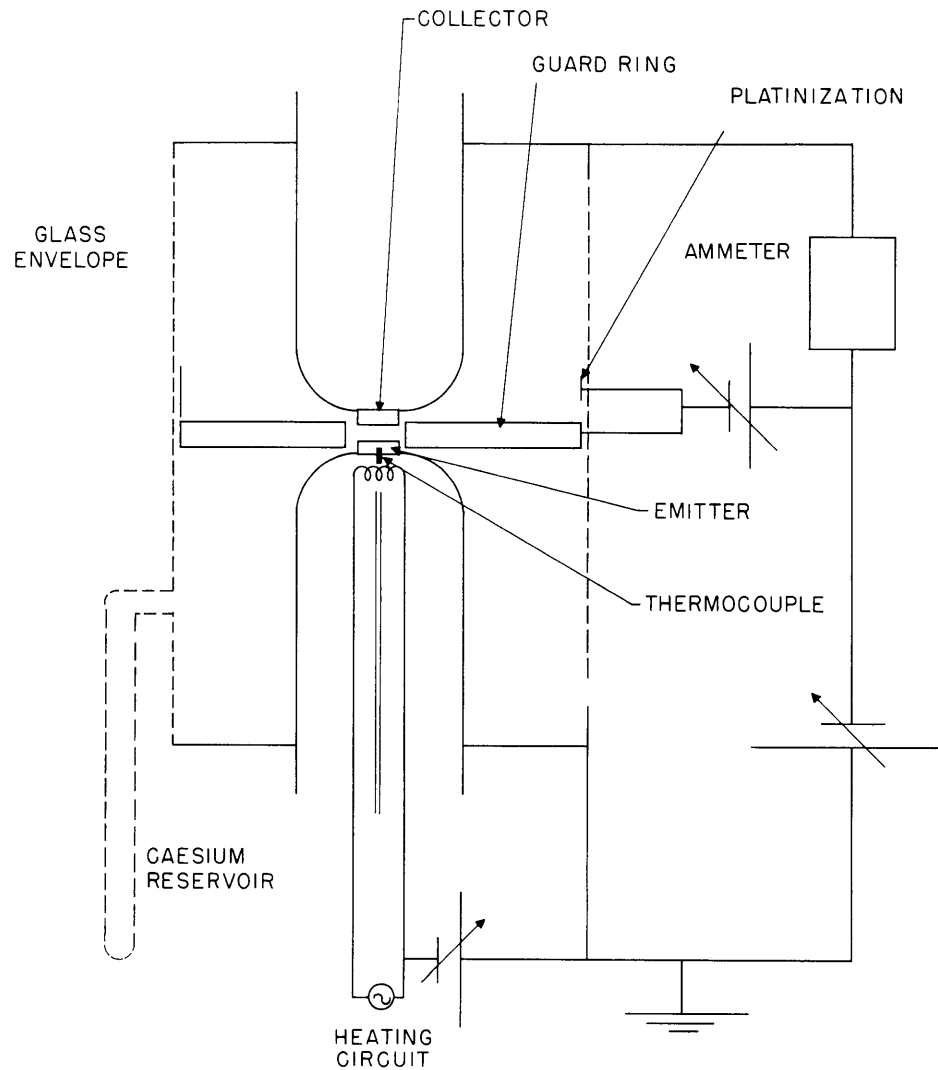 COLLECTOR
GUARD RING
PLATINIZATION
GLASS
ENVELOPE
AMMETER
EMITTER
THERMOCOUPLE
CAESIUM
RESERVOIR
HEATING
CIRCUIT